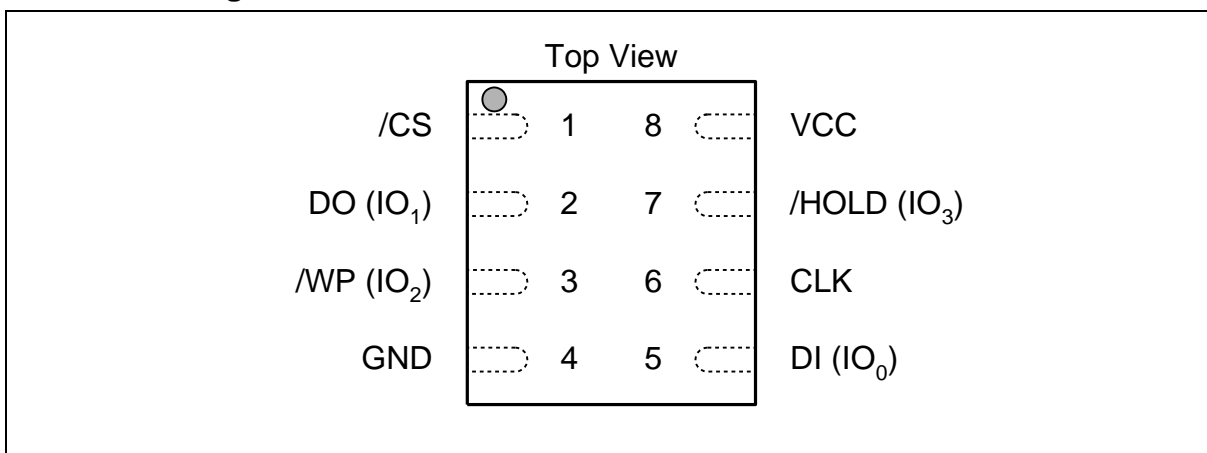 Top View
/CS 1 8 VCC
DO (IO₁) 2 7 /HOLD (IO₃)
/WP (IO₂) 3 6 CLK
GND 4 5 DI (IO₀)